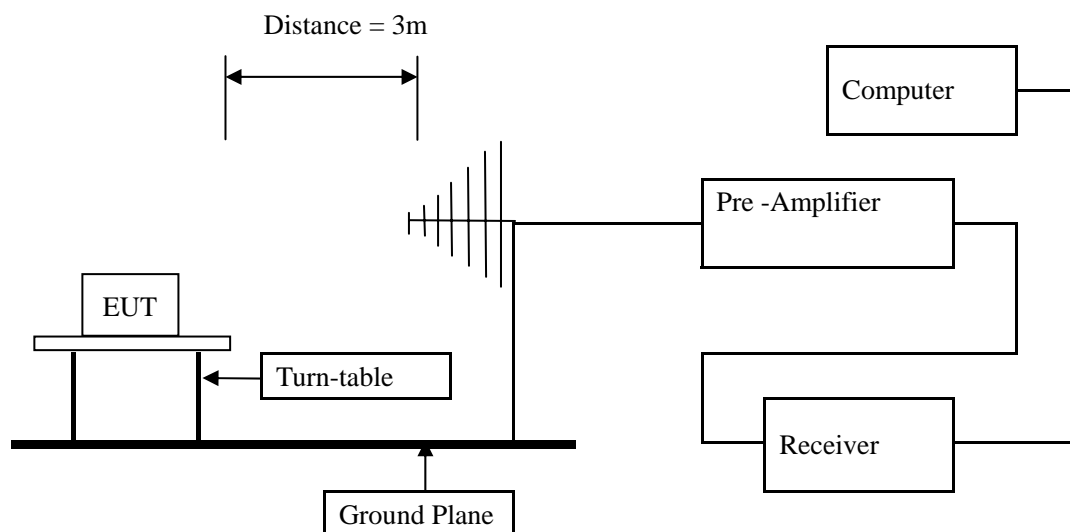 Distance = 3m
Computer
Pre -Amplifier
EUT
Turn-table
Receiver
Ground Plane